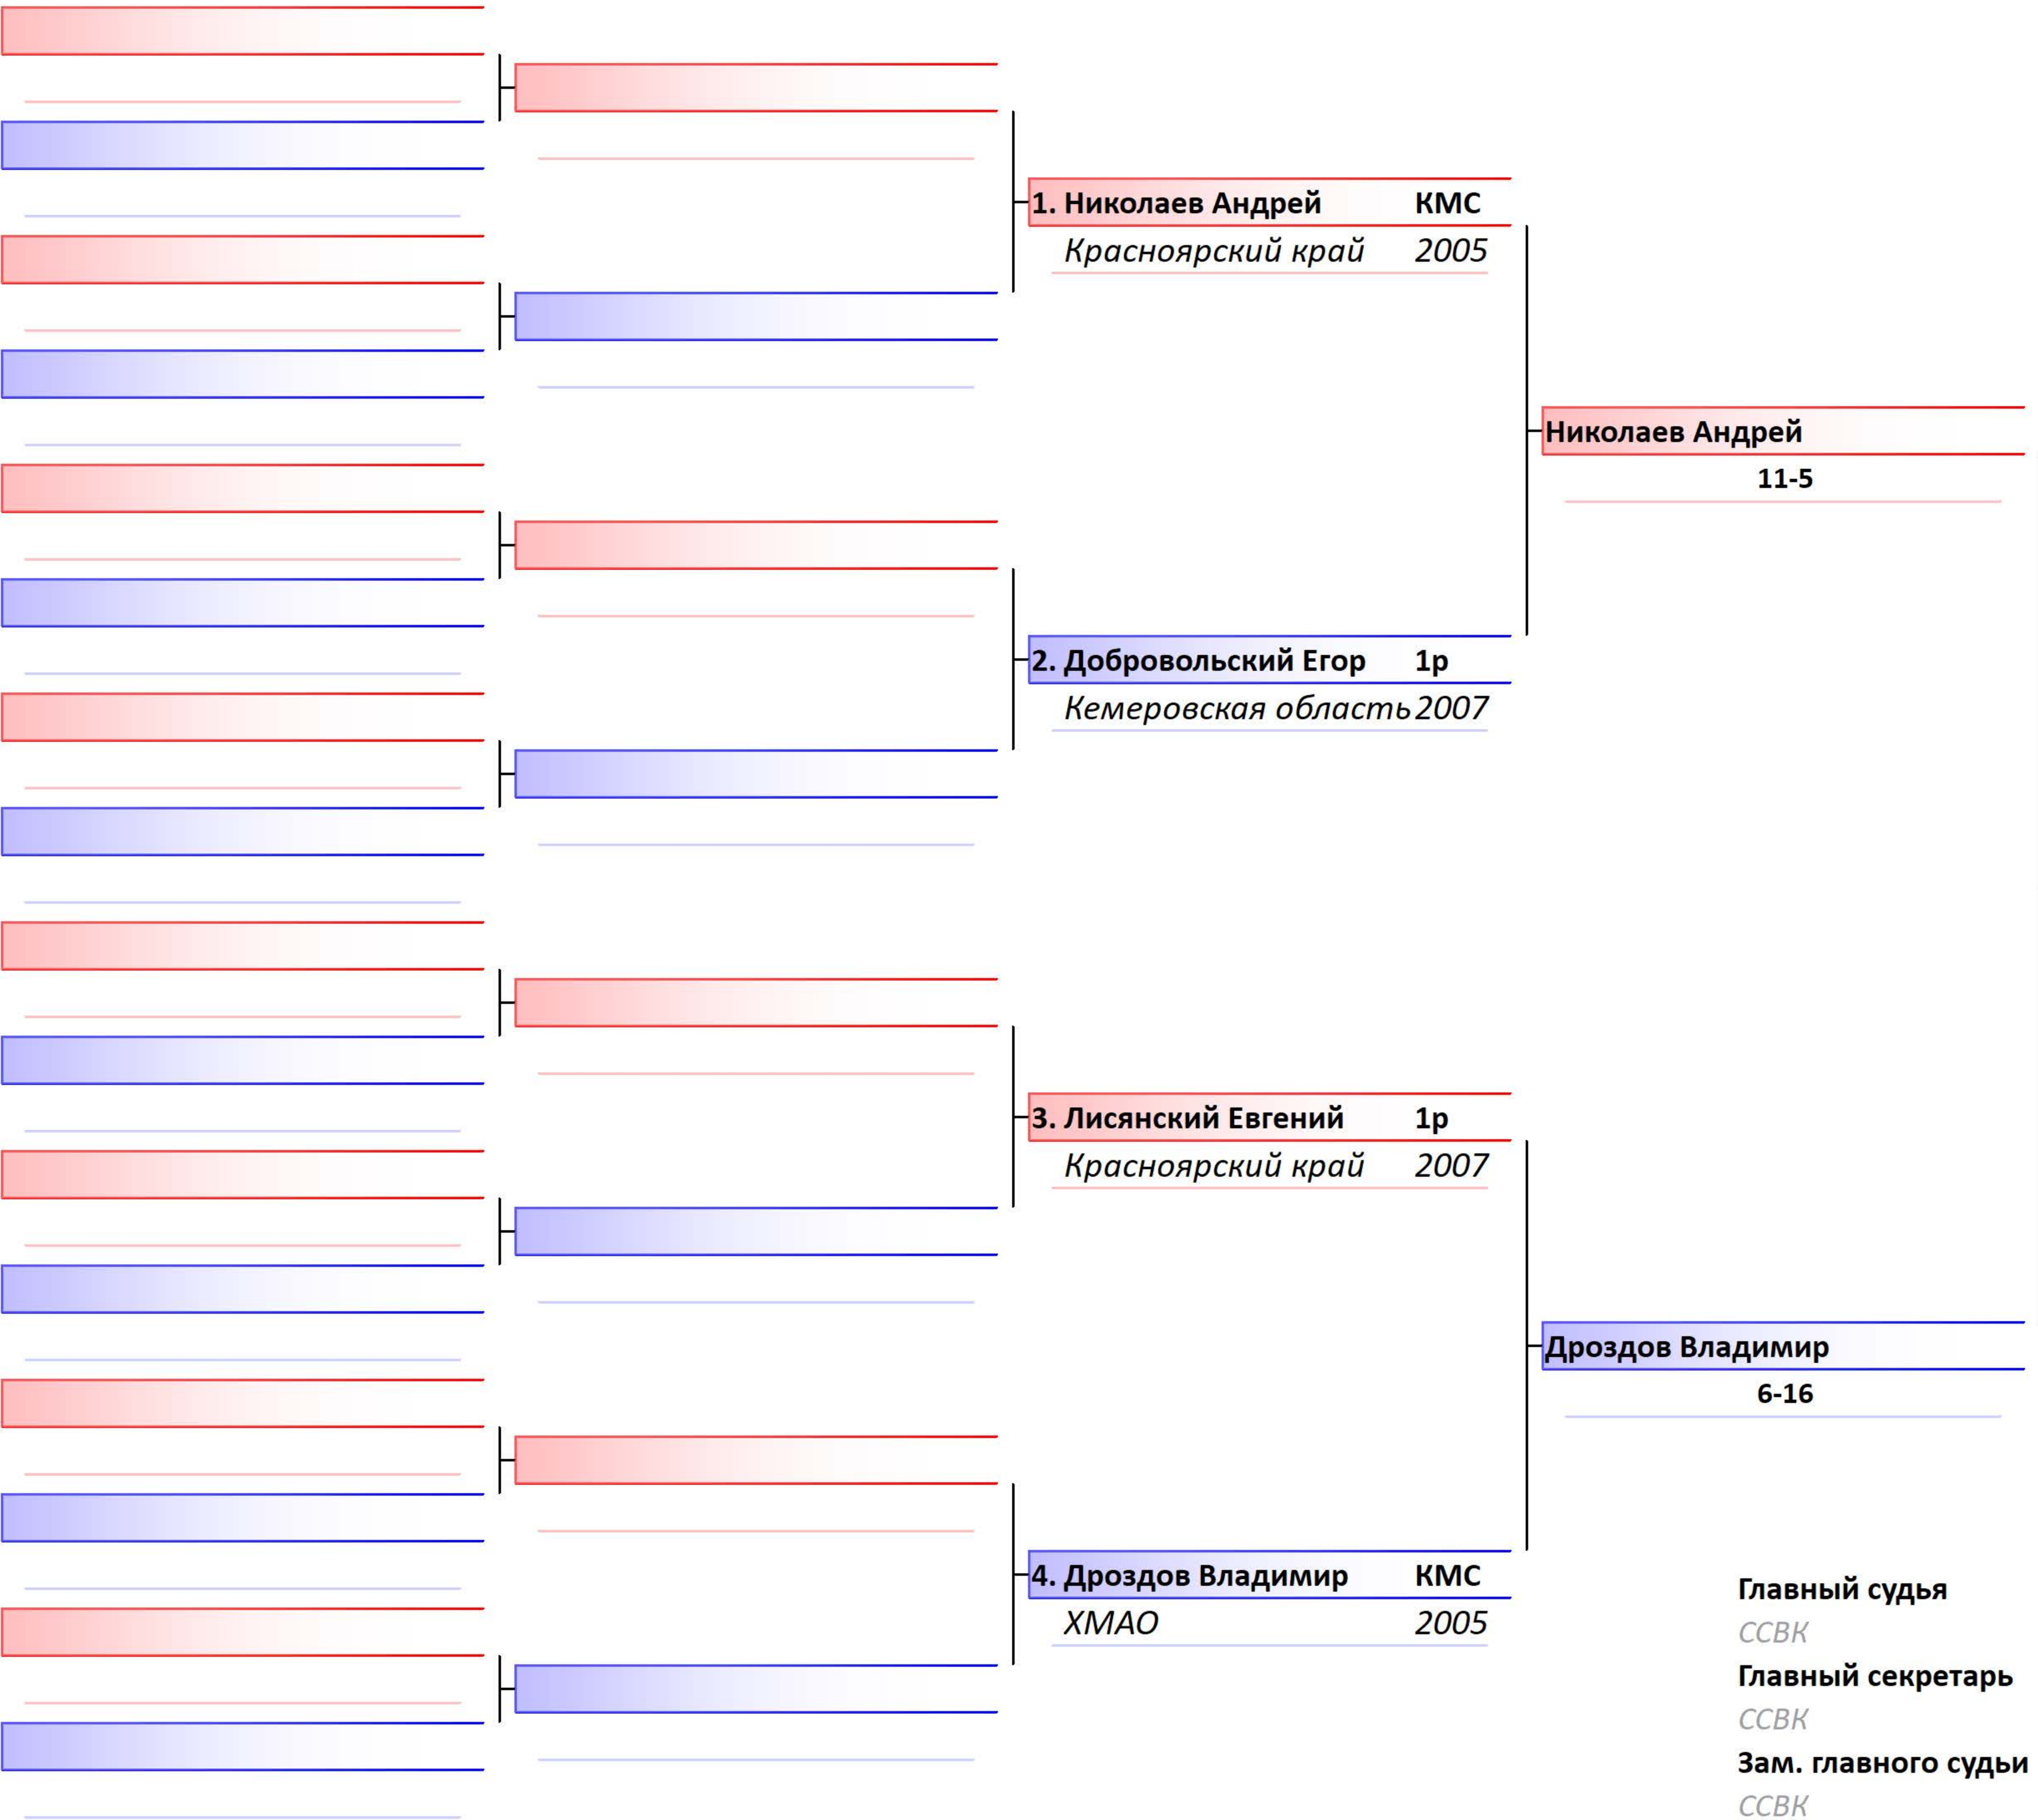 1. Николаев Андрей КМС
Красноярский край 2005
Николаев Андрей
11-5
2. Добровольский Егор 1р
Кемеровская область 2007
3. Лисянский Евгений 1р
Красноярский край 2007
Дроздов Владимир
6-16
4. Дроздов Владимир КМС
ХМАО 2005
Главный судья
ССВК
Главный секретарь
ССВК
Зам. главного судьи
ССВК